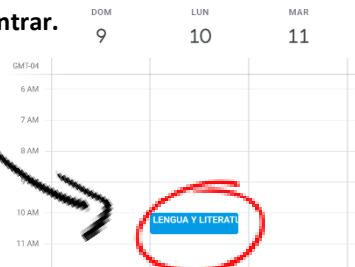 ntrar.
DOM LUN MAR
9 10 11
GMT-04
6 AM
7 AM
8 AM
10 AM
LENGUA Y LITERATU
11 AM